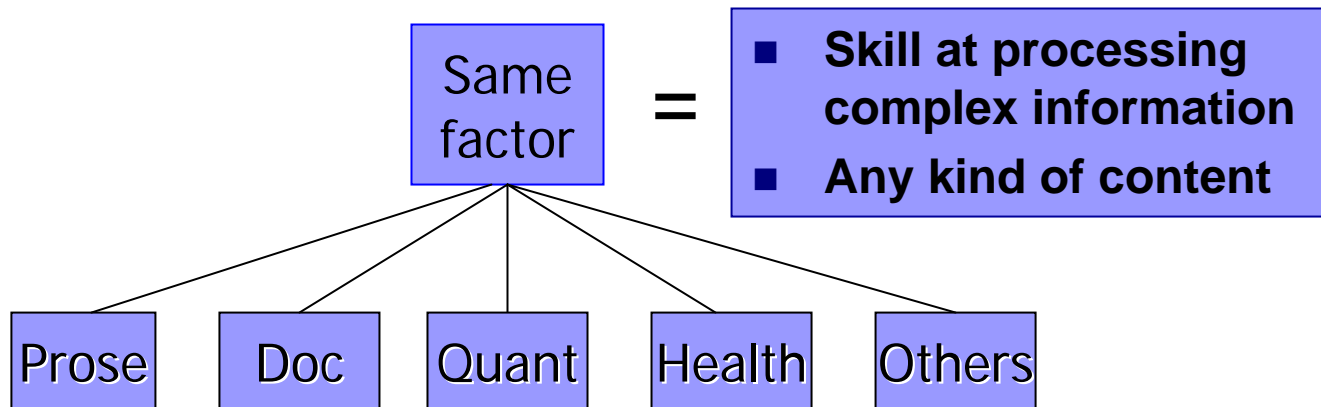 Same
factor
=
■ Skill at processing
complex information
■ Any kind of content
Prose
Doc
Quant
Health
Others